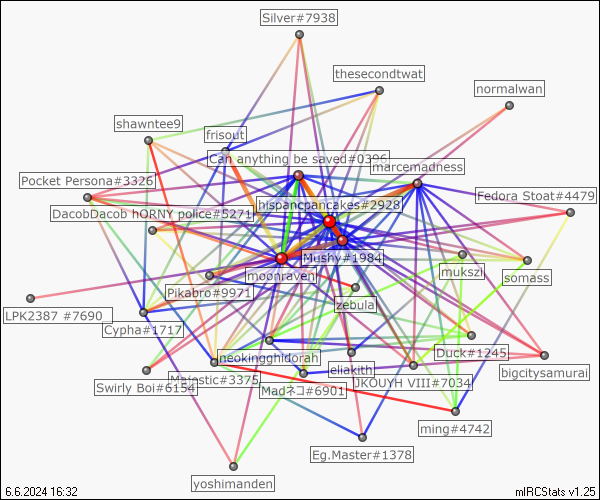 Silver#7938
thesecondtwat
normalwan
shawntee9
frisout
Can anything be saved#0396
marcemadness
Pocket Persona#3326
Fedora Stoat#4479
hispancpancakes#2928
DacobDacob hORNY police#5271
Mushy#1984
moonraven
mukszi
somass
Pikabro#9971
zebula
LPK2387 #7690
Cypha#1717
neokingghidorah
Duck#1245
eliakith
bigcitysamurai
Majestic#3375
JKOUYH VIII#7034
Swirly Boi#6154
Madネコ#6901
ming#4742
Eg.Master#1378
yoshimanden
6.6.2024 16:32
mIRCStats v1.25